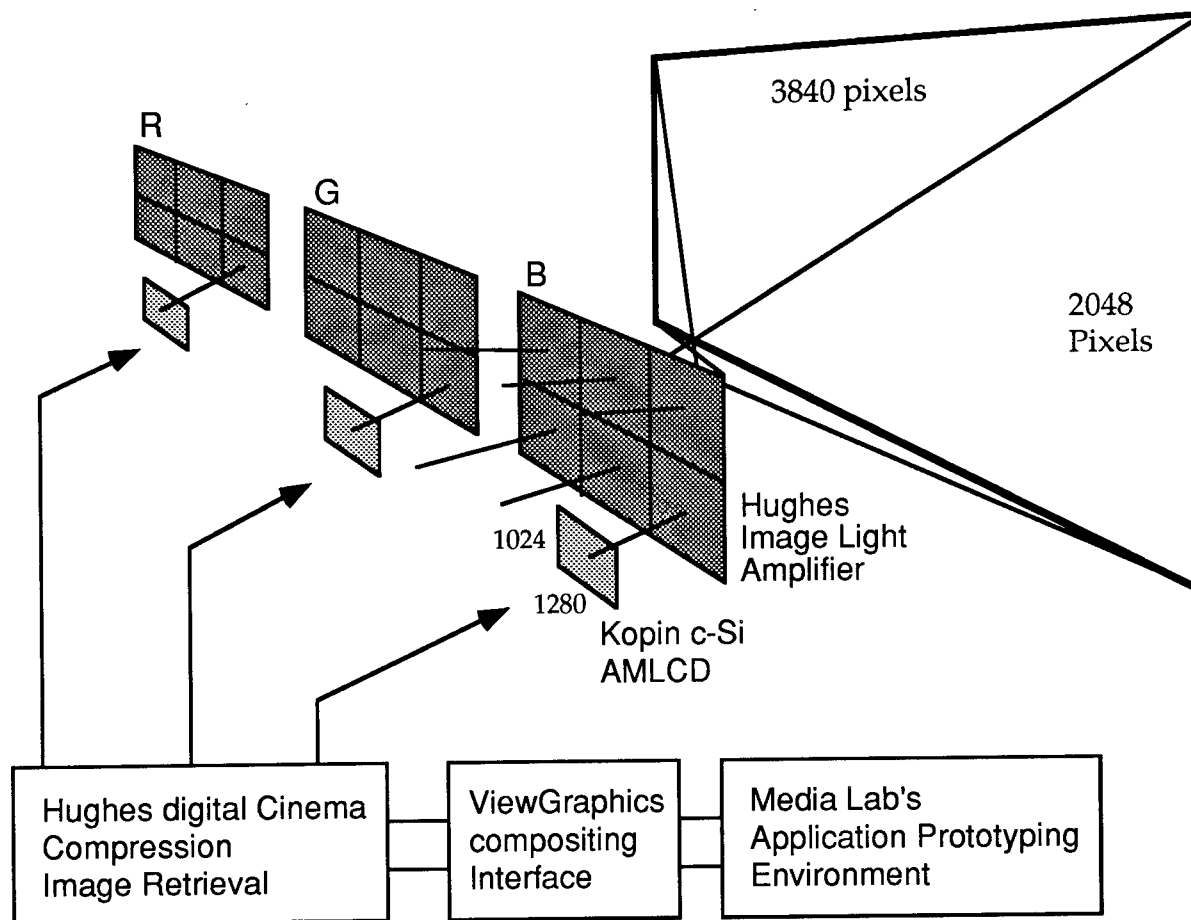 3840 pixels
R
G
B
2048
Pixels
Hughes
Image Light
Amplifier
1024
1280
Kopin c-Si
AMLCD
Hughes digital Cinema
Compression
Image Retrieval
ViewGraphics
compositing
Interface
Media Lab's
Application Prototyping
Environment